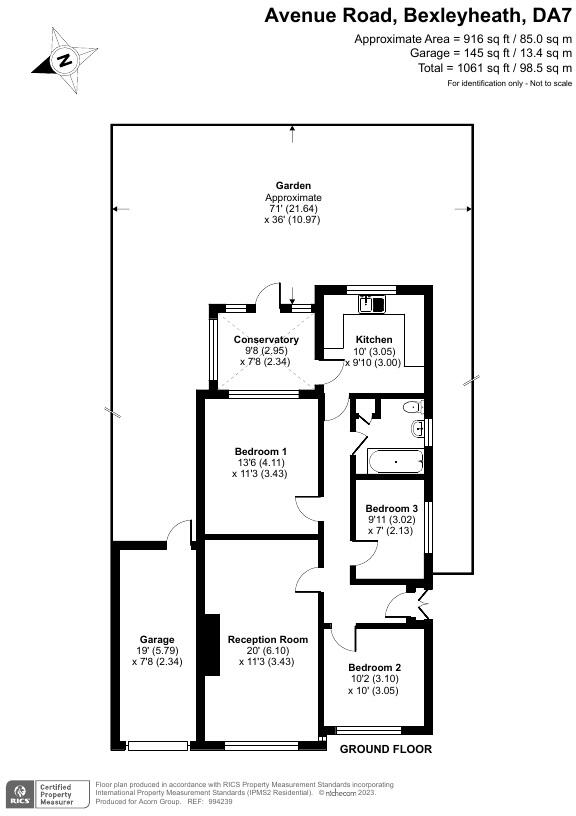 Avenue Road, Bexleyheath, DA7
Approximate Area = 916 sq ft / 85.0 sq m
Garage = 145 sq ft / 13.4 sq m
Total = 1061 sq ft / 98.5 sq m
For identification only - Not to scale
N
Garden
Approximate
71' (21.64)
x 36' (10.97)
Conservatory
9'8 (2.95)
x 7'8 (2.34)
Kitchen
10' (3.05)
x 9'10 (3.00)
Bedroom 1
13'6 (4.11)
x 11'3 (3.43)
Bedroom 3
9'11 (3.02)
x 7' (2.13)
Garage
19' (5.79)
x 7'8 (2.34)
Reception Room
20' (6.10)
x 11'3 (3.43)
Bedroom 2
10'2 (3.10)
x 10' (3.05)
GROUND FLOOR
RICS
Certified
Property
Measurer
Floor plan produced in accordance with RICS Property Measurement Standards incorporating
International Property Measurement Standards (IPMS2 Residential). © nichecom 2023.
Produced for Acorn Group. REF: 994239